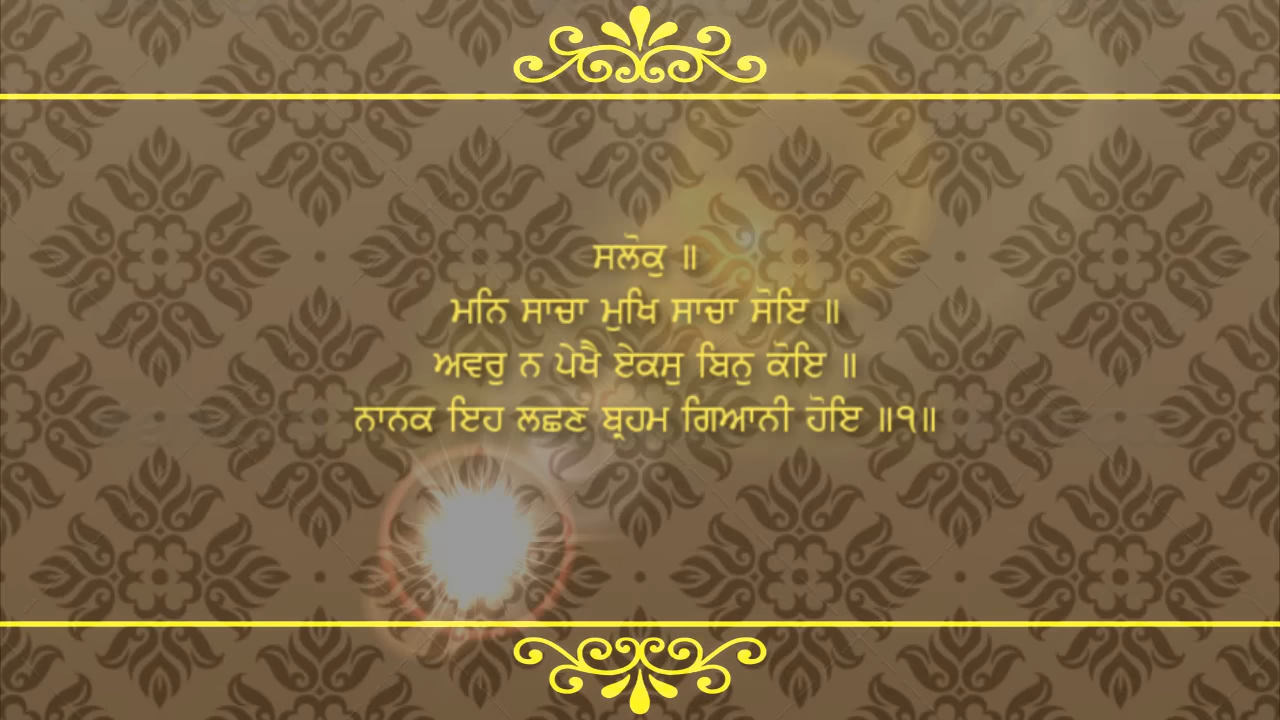 ਸਲੋਕੁ ॥
ਮਨਿ ਸਾਚਾ ਮੁਖਿ ਸਾਚਾ ਸੋਇ ॥
ਅਵਰੁ ਨ ਪੇਖੈ ਏਕਸੁ ਬਿਨੁ ਕੋਇ ॥
ਨਾਨਕ ਇਹ ਲਛਣ ਬ੍ਰਹਮ ਗਿਆਨੀ ਹੋਇ ॥੧॥